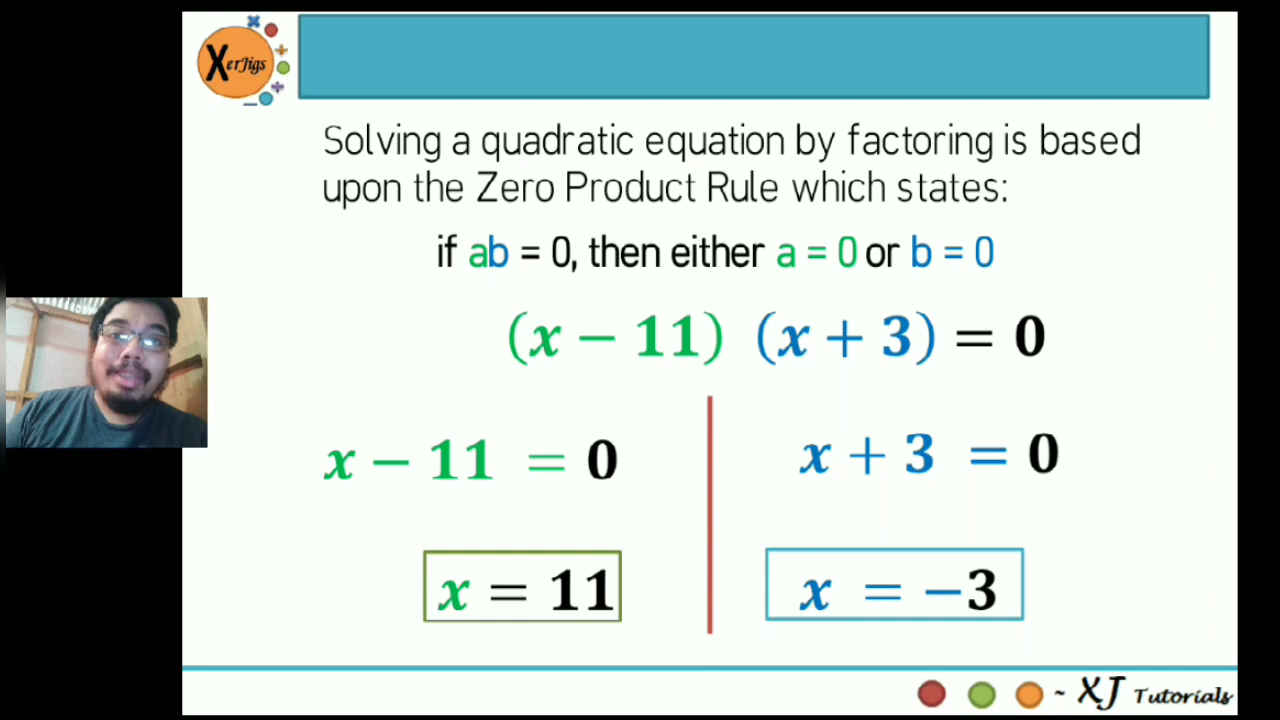 XerJigs
Solving a quadratic equation by factoring is based
upon the Zero Product Rule which states:
if ab = 0, then either a = 0 or b = 0
(x − 11) (x + 3) = 0
x − 11 = 0
x + 3 = 0
x = 11
x = −3
~ XJ Tutorials